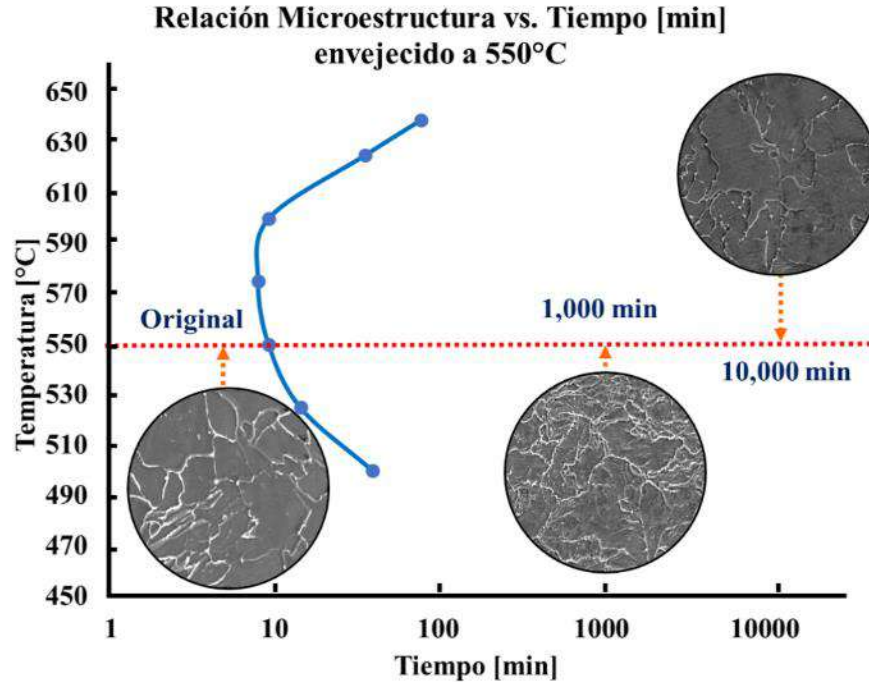 Relación Microestructura vs. Tiempo [min]
envejecido a 550°C
Temperatura [°C]
650
630
610
590
570
550
530
510
490
470
450
Original
1,000 min
10,000 min
1
10
100
1000
10000
Tiempo [min]